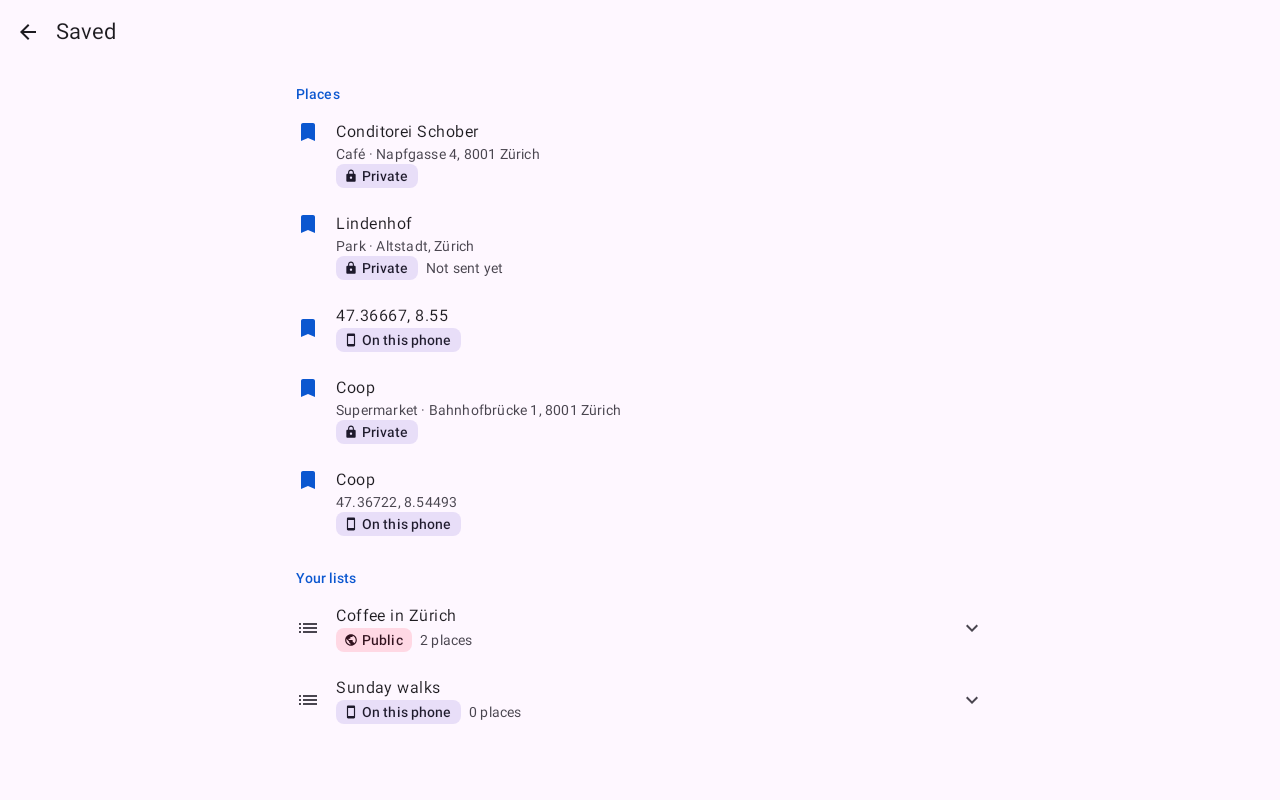 Saved
Places
Conditorei Schober
Café · Napfgasse 4, 8001 Zürich
Private
Lindenhof
Park · Altstadt, Zürich
Private Not sent yet
47.36667, 8.55
On this phone
Coop
Supermarket · Bahnhofbrücke 1, 8001 Zürich
Private
Coop
47.36722, 8.54493
On this phone
Your lists
Coffee in Zürich
Public 2 places
Sunday walks
On this phone 0 places